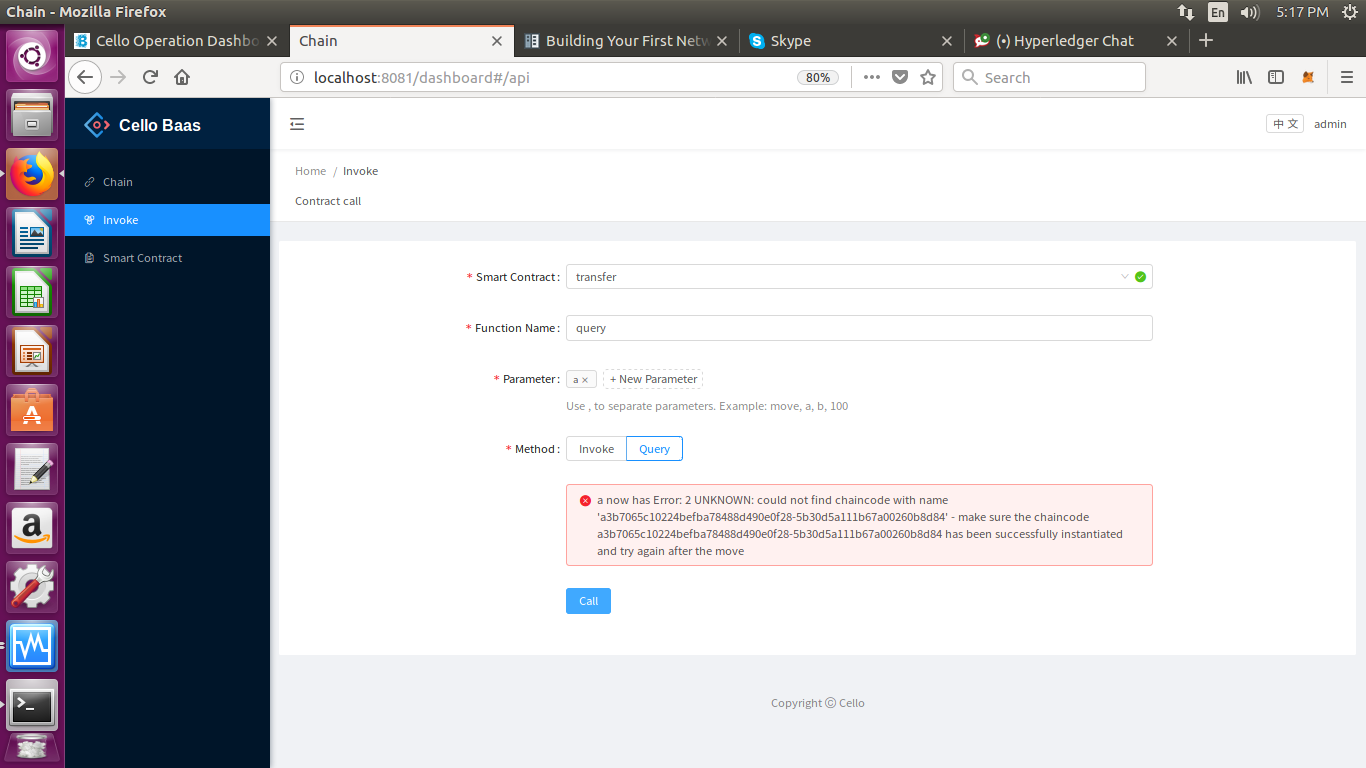 Chain - Mozilla Firefox
En
5:17 PM
Cello Operation Dashbo
Chain
Building Your First Netw
Skype
(•) Hyperledger Chat
localhost:8081/dashboard#/api
80%
Search
Cello Baas
中 文
admin
Chain
Invoke
Smart Contract
Home / Invoke
Contract call
* Smart Contract: transfer
* Function Name: query
* Parameter: a × + New Parameter
Use , to separate parameters. Example: move, a, b, 100
* Method: Invoke Query
a now has Error: 2 UNKNOWN: could not find chaincode with name
'a3b7065c10224befba78488d490e0f28-5b30d5a111b67a00260b8d84' - make sure the chaincode
a3b7065c10224befba78488d490e0f28-5b30d5a111b67a00260b8d84 has been successfully instantiated
and try again after the move
Call
Copyright © Cello